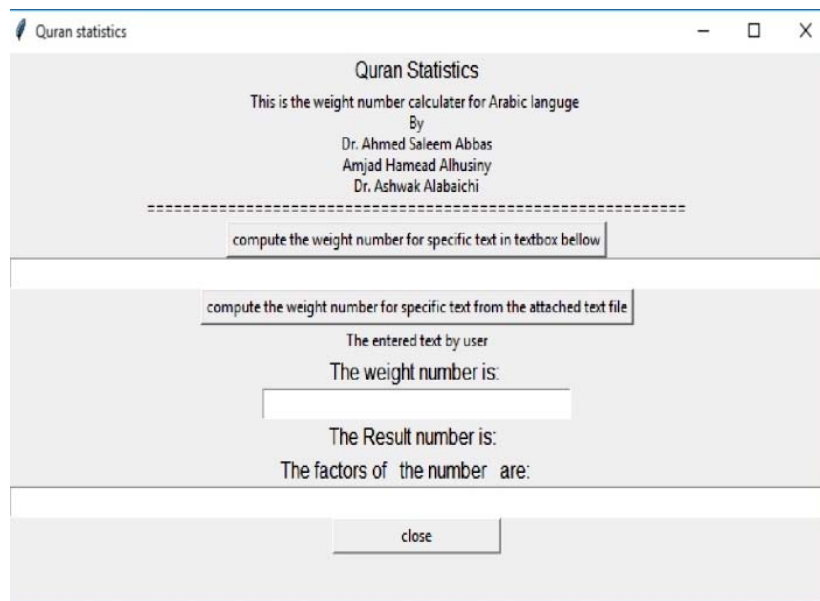 Quran statistics
Quran Statistics
This is the weight number calculater for Arabic languge
By
Dr. Ahmed Saleem Abbas
Amjad Hamead Alhusiny
Dr. Ashwak Alabaichi
============================================================
compute the weight number for specific text in textbox bellow
compute the weight number for specific text from the attached text file
The entered text by user
The weight number is:
The Result number is:
The factors of the number are:
close